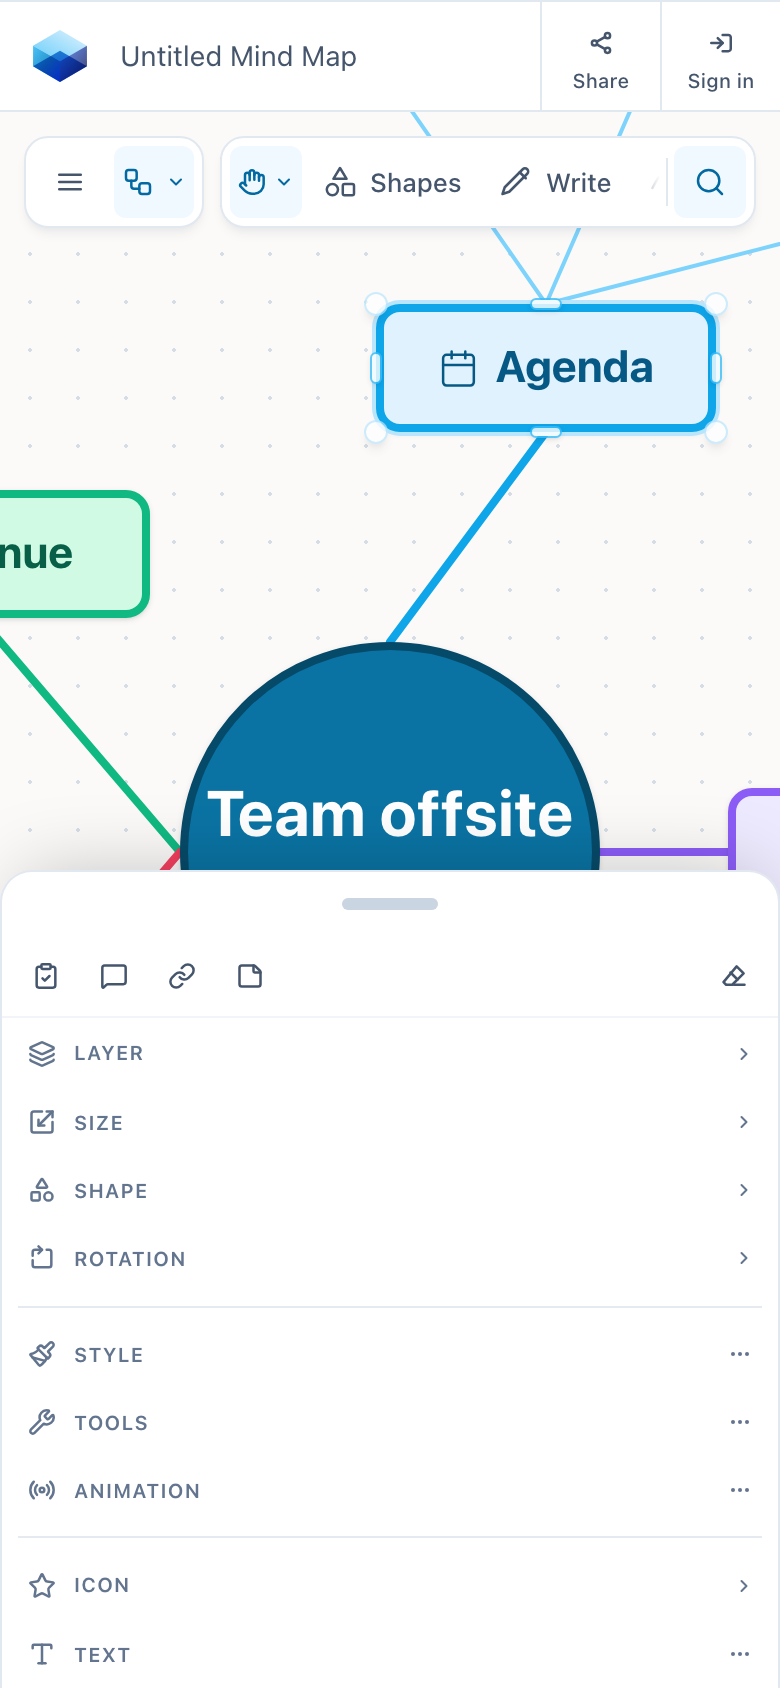 Untitled Mind Map
Share
Sign in
Shapes
Write
Agenda
nue
Team offsite
LAYER
SIZE
SHAPE
ROTATION
STYLE
TOOLS
ANIMATION
ICON
TEXT